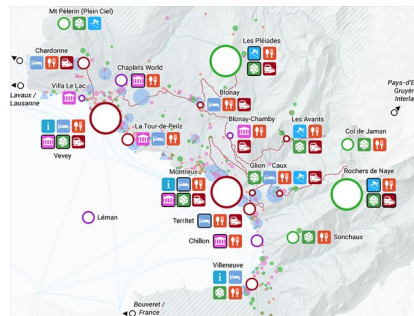 Mt Pèlerin (Plein Ciel)
Chardonne
Chaplin's World
Les Pléiades
Villa Le Lac
Lavaux /
Lausanne
Blonay
Pays-d'E
Gruyèr
Interla
La Tour-de-Peilz
Blonay-Chamby
Les Avants
Col de Jaman
Vevey
Montreux
Glion
Caux
Rochers de Naye
Léman
Territet
Chillon
Sonchaux
Villeneuve
Bouveret /
France